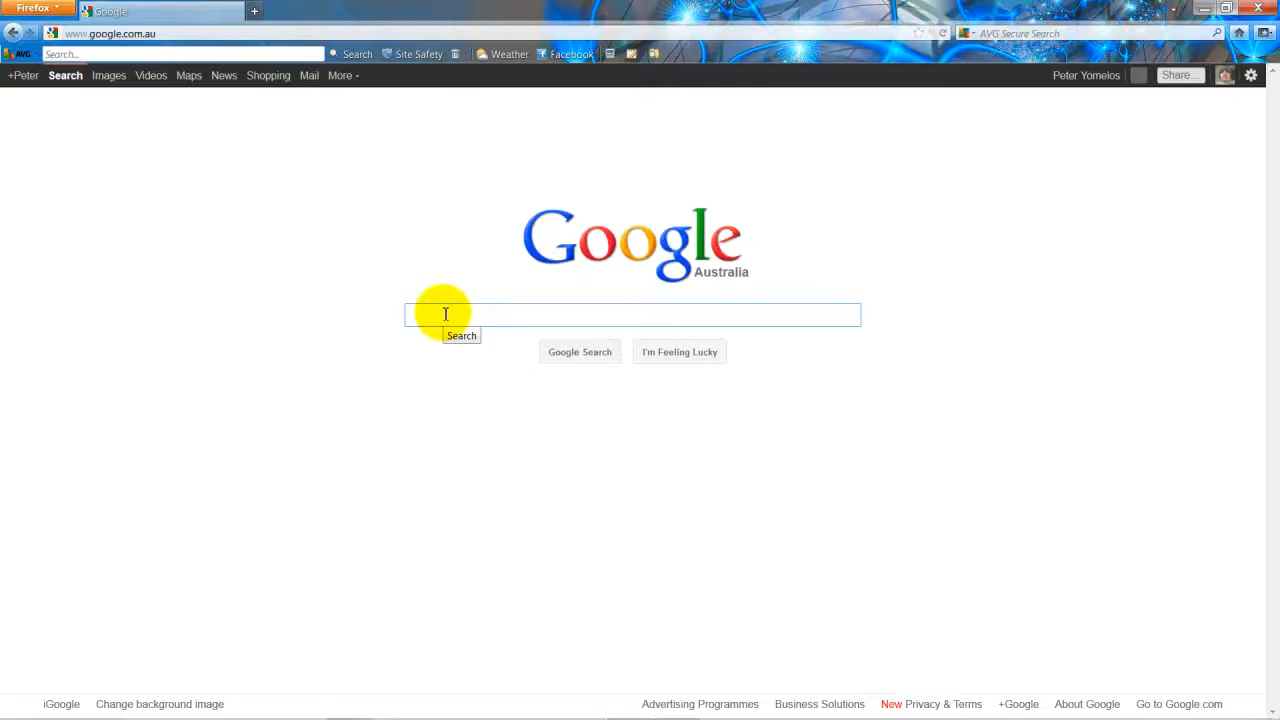 Firefox
Google
www.google.com.au
AVG Secure Search
AVG
Search...
Search
Site Safety
Weather
Facebook
+Peter Search Images Videos Maps News Shopping Mail More
Peter Yomelos
Share...
Google
Australia
Search
Google Search
I'm Feeling Lucky
iGoogle Change background image
Advertising Programmes Business Solutions New Privacy & Terms +Google About Google Go to Google.com